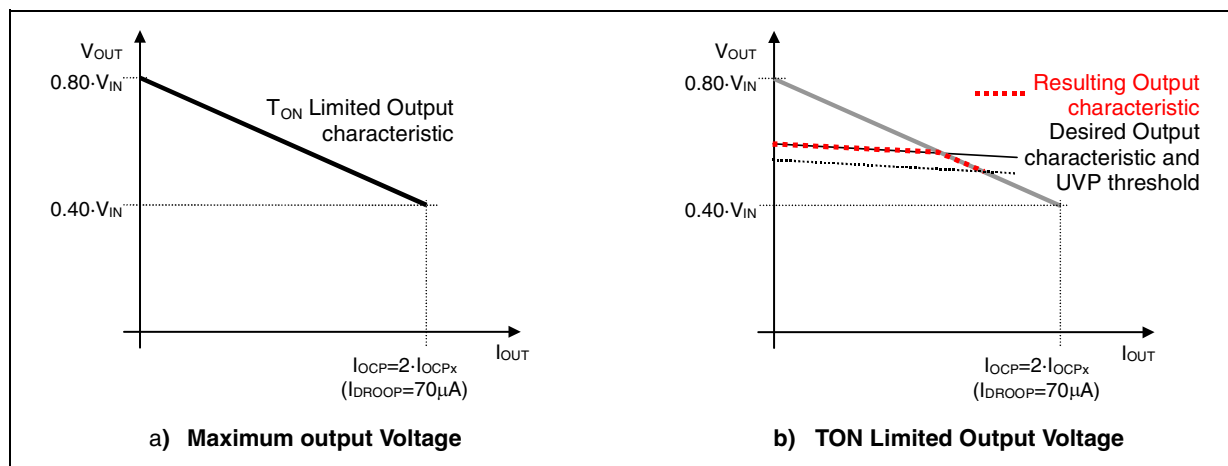 VOUT
0.80·VIN
TON Limited Output
characteristic
0.40·VIN
IOUT
IOCP=2·IOCPx
(IDROOP=70μA)
a) Maximum output Voltage
VOUT
0.80·VIN
Resulting Output
characteristic
Desired Output
characteristic and
UVP threshold
0.40·VIN
IOUT
IOCP=2·IOCPx
(IDROOP=70μA)
b) TON Limited Output Voltage